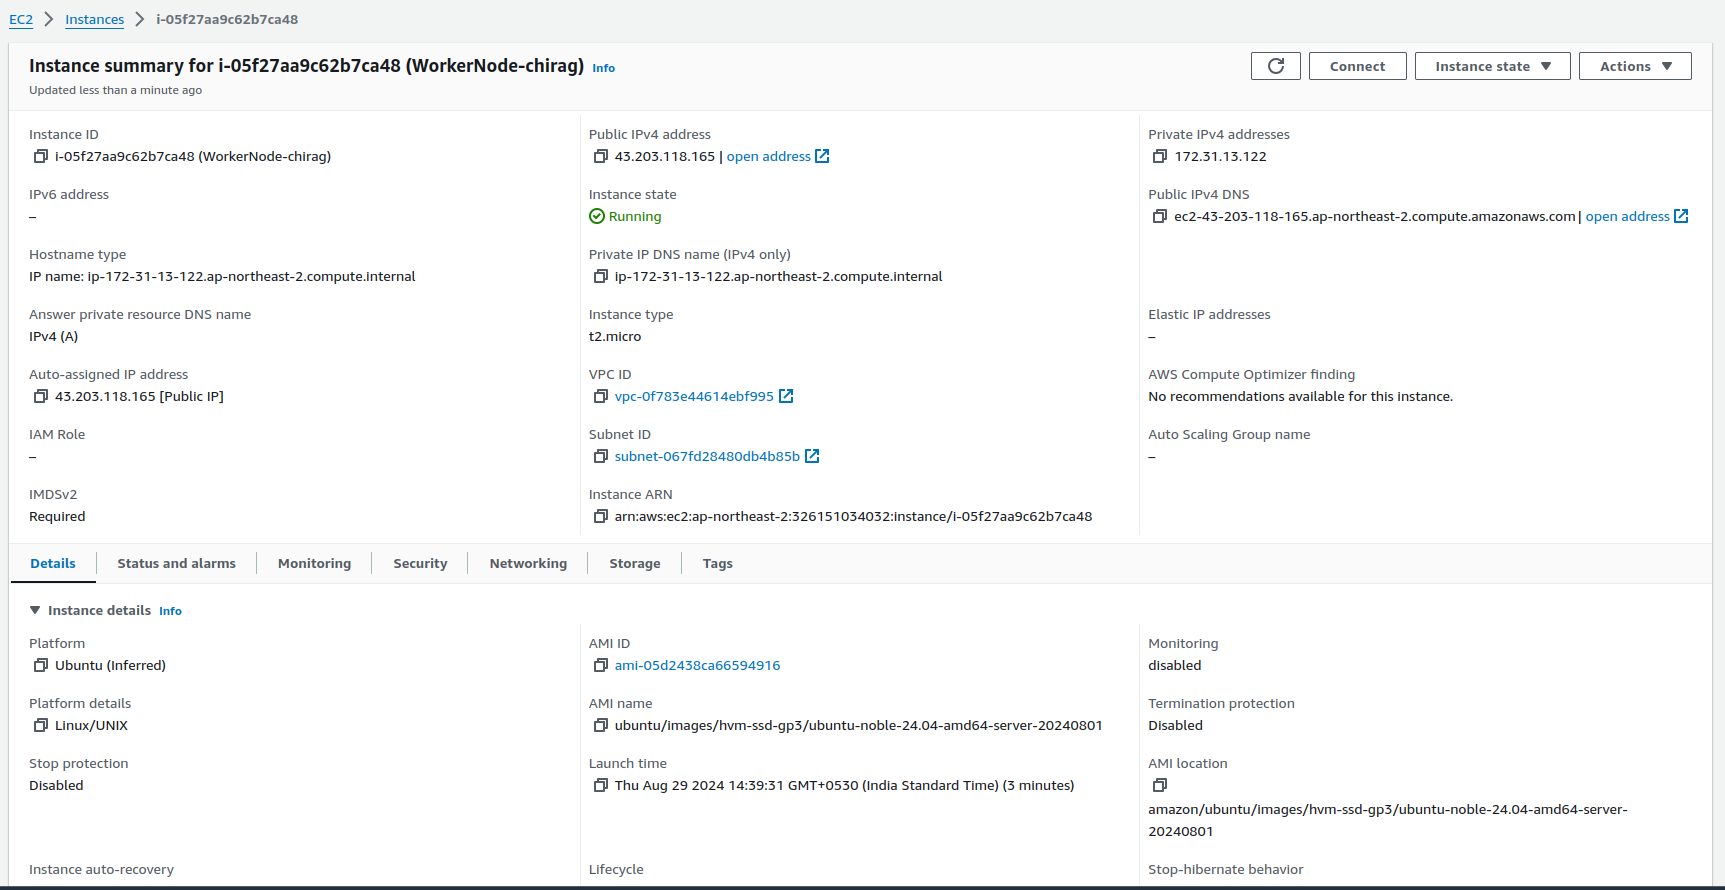 EC2 > Instances > i-05f27aa9c62b7ca48
Instance summary for i-05f27aa9c62b7ca48 (WorkerNode-chirag) Info
Updated less than a minute ago
Connect
Instance state
Actions
Instance ID
i-05f27aa9c62b7ca48 (WorkerNode-chirag)
Public IPv4 address
43.203.118.165 | open address
Private IPv4 addresses
172.31.13.122
IPv6 address
–
Instance state
Running
Public IPv4 DNS
ec2-43-203-118-165.ap-northeast-2.compute.amazonaws.com | open address
Hostname type
IP name: ip-172-31-13-122.ap-northeast-2.compute.internal
Private IP DNS name (IPv4 only)
ip-172-31-13-122.ap-northeast-2.compute.internal
Answer private resource DNS name
IPv4 (A)
Instance type
t2.micro
Elastic IP addresses
–
Auto-assigned IP address
43.203.118.165 [Public IP]
VPC ID
vpc-0f783e44614ebf995
AWS Compute Optimizer finding
No recommendations available for this instance.
IAM Role
–
Subnet ID
subnet-067fd28480db4b85b
Auto Scaling Group name
–
IMDSv2
Required
Instance ARN
arn:aws:ec2:ap-northeast-2:326151034032:instance/i-05f27aa9c62b7ca48
Details
Status and alarms
Monitoring
Security
Networking
Storage
Tags
Instance details Info
Platform
Ubuntu (Inferred)
AMI ID
ami-05d2438ca66594916
Monitoring
disabled
Platform details
Linux/UNIX
AMI name
ubuntu/images/hvm-ssd-gp3/ubuntu-noble-24.04-amd64-server-20240801
Termination protection
Disabled
Stop protection
Disabled
Launch time
Thu Aug 29 2024 14:39:31 GMT+0530 (India Standard Time) (3 minutes)
AMI location
amazon/ubuntu/images/hvm-ssd-gp3/ubuntu-noble-24.04-amd64-server-
20240801
Instance auto-recovery
Lifecycle
Stop-hibernate behavior